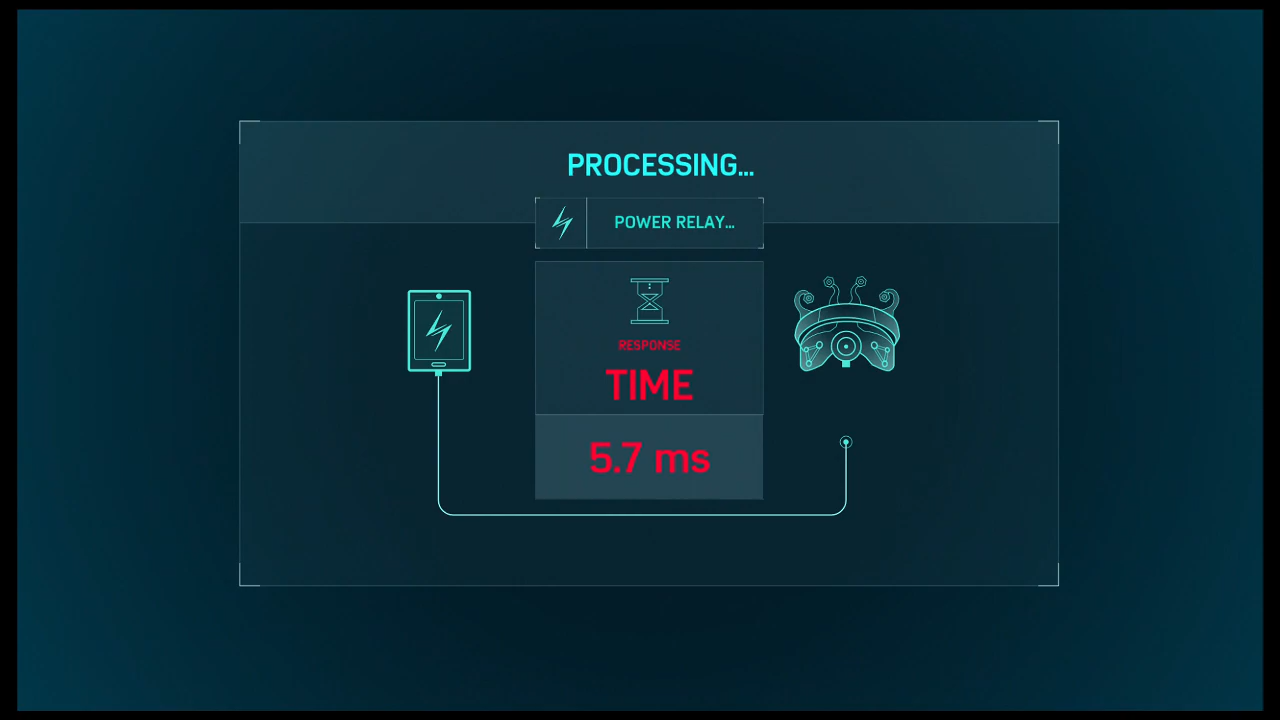 PROCESSING...
POWER RELAY...
RESPONSE
TIME
5.7 ms